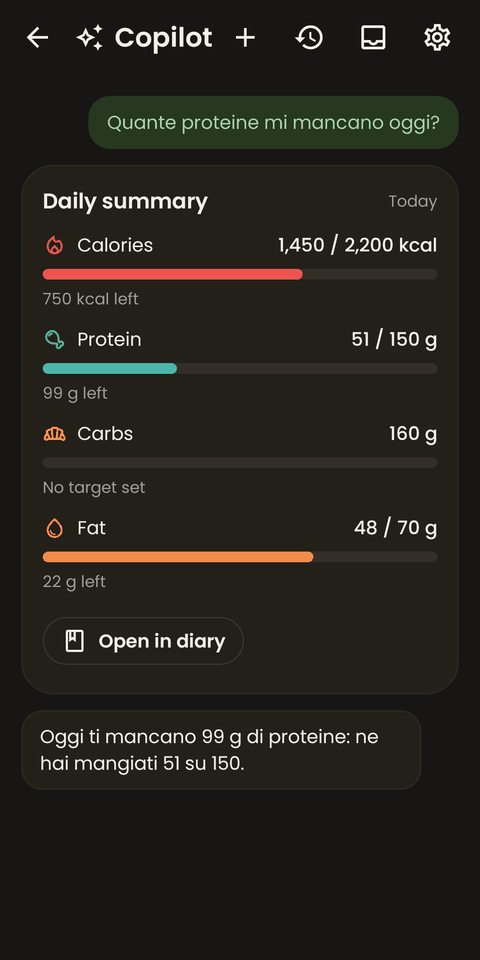 Copilot
Quante proteine mi mancano oggi?
Daily summary Today
Calories 1,450 / 2,200 kcal
750 kcal left
Protein 51 / 150 g
99 g left
Carbs 160 g
No target set
Fat 48 / 70 g
22 g left
Open in diary
Oggi ti mancano 99 g di proteine: ne
hai mangiati 51 su 150.